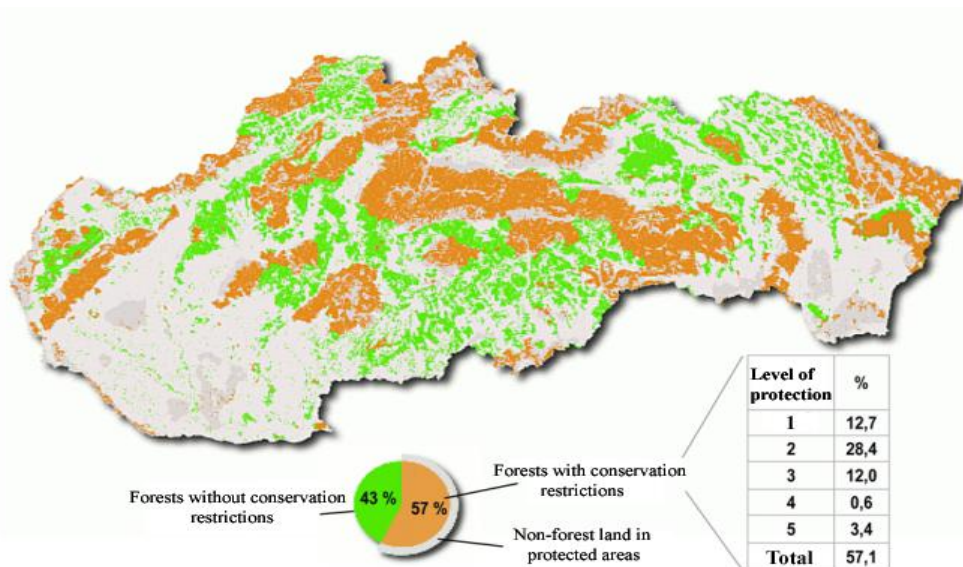 Level of
protection
%
1 12,7
2 28,4
3 12,0
4 0,6
5 3,4
Total 57,1
Forests without conservation
restrictions
43 %
57 %
Forests with conservation
restrictions
Non-forest land in
protected areas